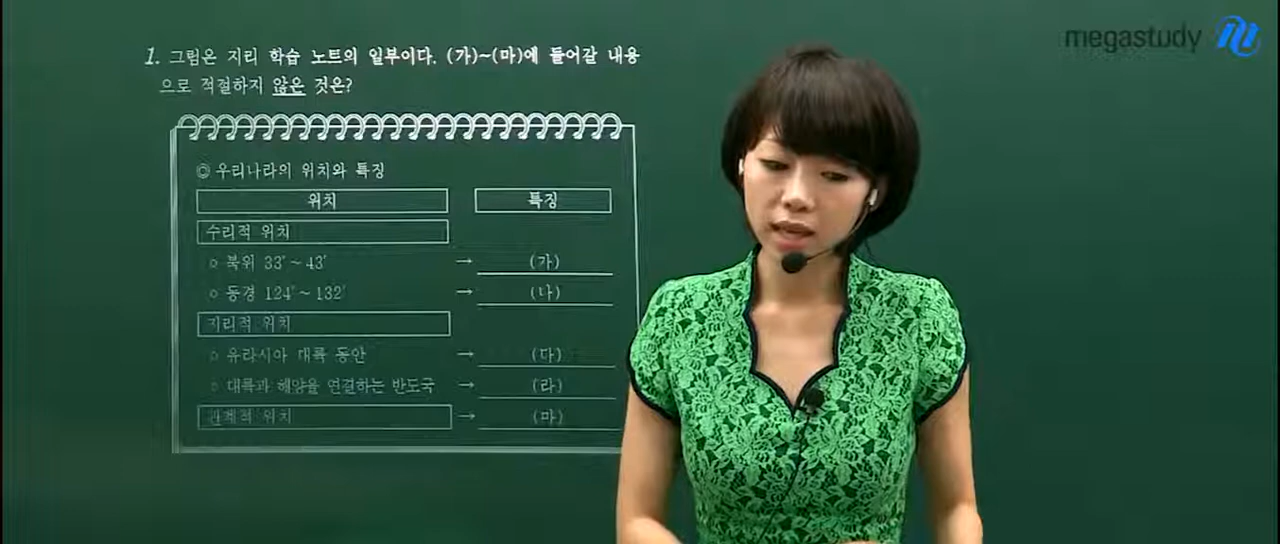 megastudy
1. 그림은 지리 학습 노트의 일부이다. (가)~(마)에 들어갈 내용
으로 적절하지 않은 것은?
◎ 우리나라의 위치와 특징
위치 특징
수리적 위치
○ 북위 33°~43° → (가)
○ 동경 124°~132° → (나)
지리적 위치
○ 유라시아 대륙 동안 → (다)
○ 대륙과 해양을 연결하는 반도국 → (라)
관계적 위치 → (마)